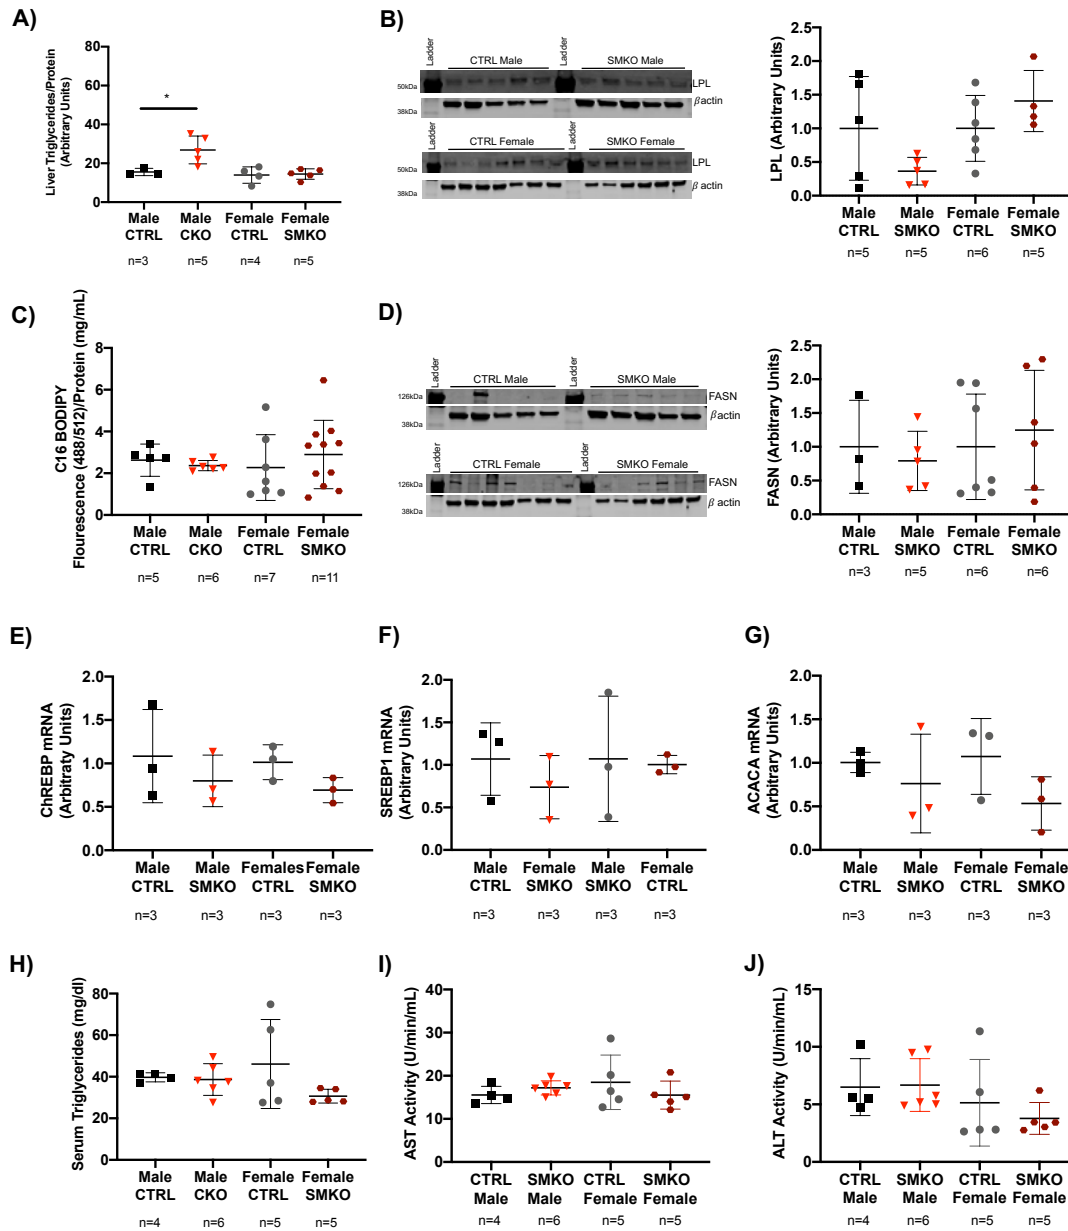 A)
Liver Triglycerides/Protein
(Arbitrary Units)
80
60
40
20
0
*
Male
CTRL
Male
CKO
Female
CTRL
Female
SMKO
n=3
n=5
n=4
n=5
B)
Ladder
CTRL Male
Ladder
SMKO Male
50kDa
LPL
38kDa
β actin
Ladder
CTRL Female
Ladder
SMKO Female
50kDa
LPL
38kDa
β actin
LPL (Arbitrary Units)
2.5
2.0
1.5
1.0
0.5
0.0
Male
CTRL
Male
SMKO
Female
CTRL
Female
SMKO
n=5
n=5
n=6
n=5
C)
C16 BODIPY
Flourescence (488/512)/Protein (mg/mL)
8
6
4
2
0
Male
CTRL
Male
CKO
Female
CTRL
Female
SMKO
n=5
n=6
n=7
n=11
D)
Ladder
CTRL Male
Ladder
SMKO Male
126kDa
FASN
38kDa
β actin
Ladder
CTRL Female
Ladder
SMKO Female
126kDa
FASN
38kDa
β actin
FASN (Arbitrary Units)
2.5
2.0
1.5
1.0
0.5
0.0
Male
CTRL
Male
SMKO
Female
CTRL
Female
SMKO
n=3
n=5
n=6
n=6
E)
ChREBP mRNA
(Arbitraty Units)
2.0
1.5
1.0
0.5
0.0
Male
CTRL
Male
SMKO
Females
CTRL
Female
SMKO
n=3
n=3
n=3
n=3
F)
SREBP1 mRNA
(Arbitrary Units)
2.0
1.5
1.0
0.5
0.0
Male
CTRL
Female
SMKO
Male
SMKO
Female
CTRL
n=3
n=3
n=3
n=3
G)
ACACA mRNA
(Arbitrary Units)
2.0
1.5
1.0
0.5
0.0
Male
CTRL
Male
SMKO
Female
CTRL
Female
SMKO
n=3
n=3
n=3
n=3
H)
Serum Triglycerides (mg/dl)
80
60
40
20
0
Male
CTRL
Male
CKO
Female
CTRL
Female
SMKO
n=4
n=6
n=5
n=5
I)
AST Activity (U/min/mL)
40
30
20
10
0
CTRL
Male
SMKO
Male
CTRL
Female
SMKO
Female
n=4
n=6
n=5
n=5
J)
ALT Activity (U/min/mL)
15
10
5
0
CTRL
Male
SMKO
Male
CTRL
Female
SMKO
Female
n=4
n=6
n=5
n=5